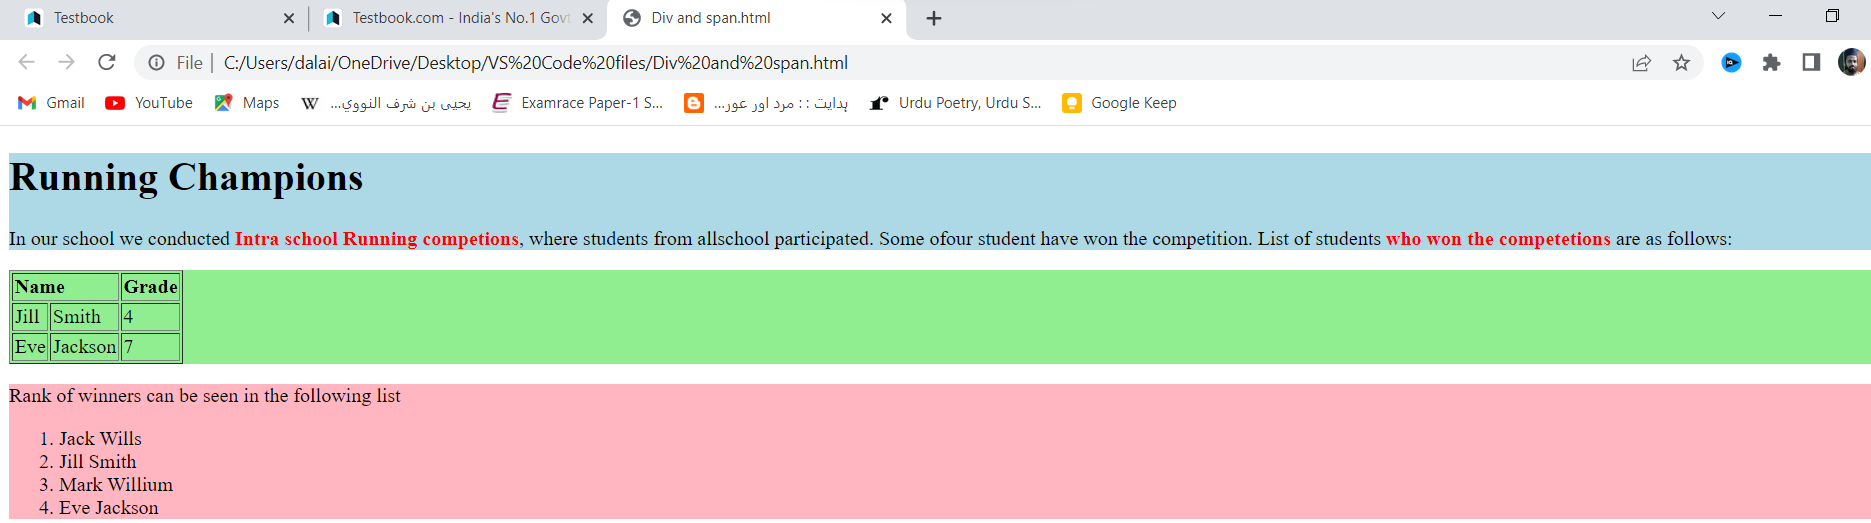 Testbook
Testbook.com - India's No.1 Govt
Div and span.html
File | C:/Users/dalai/OneDrive/Desktop/VS%20Code%20files/Div%20and%20span.html
Gmail
YouTube
Maps
يحيى بن شرف النووي...
Examrace Paper-1 S...
ہدایت : : مرد اور عور...
Urdu Poetry, Urdu S...
Google Keep
Running Champions
In our school we conducted Intra school Running competions, where students from allschool participated. Some ofour student have won the competition. List of students who won the competetions are as follows:
Name Grade
Jill Smith 4
Eve Jackson 7
Rank of winners can be seen in the following list
1. Jack Wills
2. Jill Smith
3. Mark Willium
4. Eve Jackson